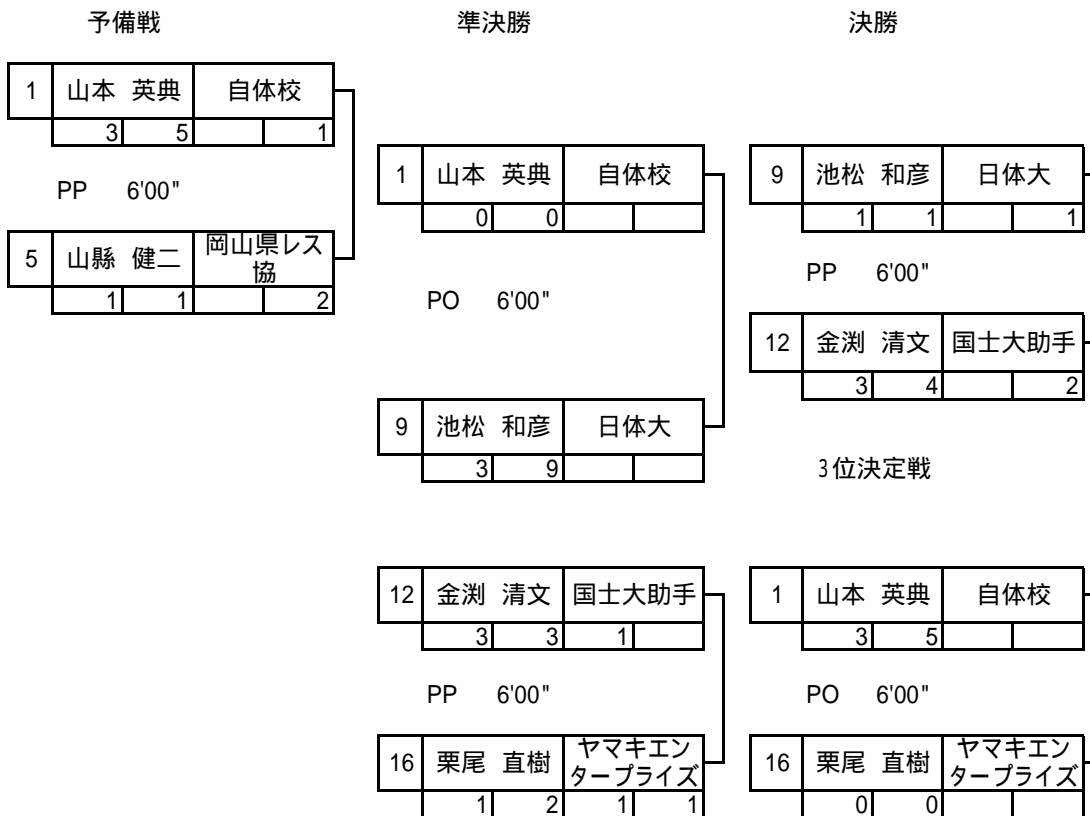 予備戦 準決勝 決勝
1 山本 英典 自体校
3 5 1
PP 6'00"
5 山縣 健二 岡山県レス
協
1 1 2
1 山本 英典 自体校
0 0
PO 6'00"
9 池松 和彦 日体大
3 9
12 金渕 清文 国士大助手
3 3 1
PP 6'00"
16 栗尾 直樹 ヤマキエン
タープライズ
1 2 1 1
9 池松 和彦 日体大
1 1 1
PP 6'00"
12 金渕 清文 国士大助手
3 4 2
3位決定戦
1 山本 英典 自体校
3 5
PO 6'00"
16 栗尾 直樹 ヤマキエン
タープライズ
0 0